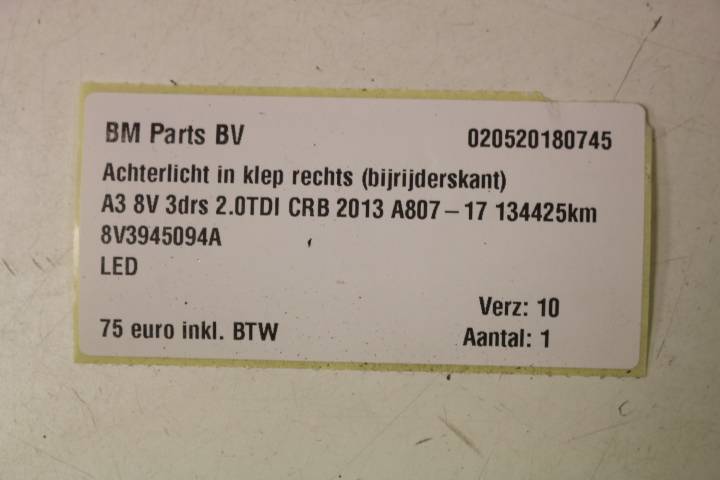 BM Parts BV 020520180745
Achterlicht in klep rechts (bijrijderskant)
A3 8V 3drs 2.0TDI CRB 2013 A807-17 134425km
8V3945094A
LED
Verz: 10
75 euro inkl. BTW Aantal: 1